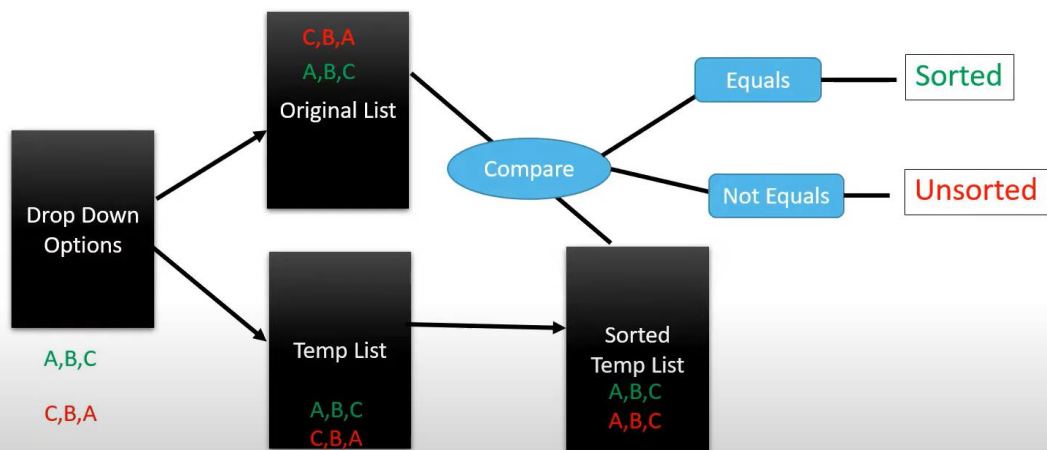 C,B,A
A,B,C
Original List
Equals
Sorted
Compare
Not Equals
Unsorted
Drop Down
Options
A,B,C
C,B,A
Temp List
A,B,C
C,B,A
Sorted
Temp List
A,B,C
A,B,C